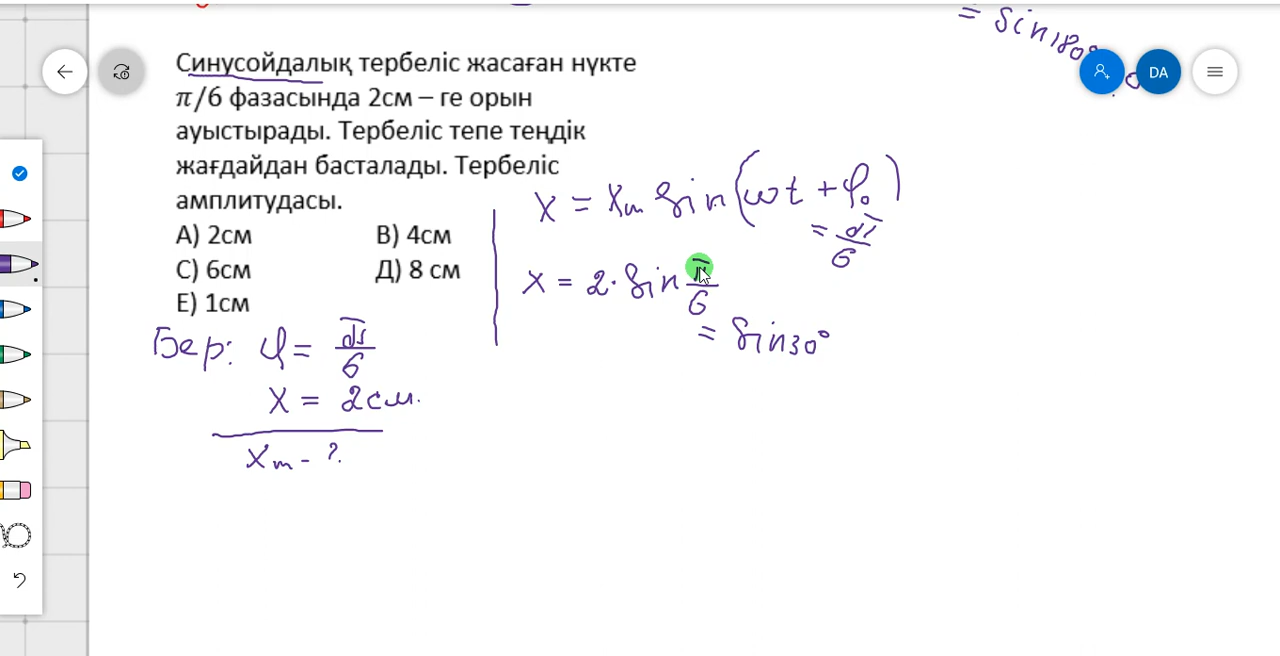 = Sin180°
DA
Синусойдалық тербеліс жасаған нүкте
π/6 фазасында 2см – ге орын
ауыстырады. Тербеліс тепе теңдік
жағдайдан басталады. Тербеліс
амплитудасы.
A) 2см B) 4см
C) 6см Д) 8 см
E) 1см
Бер: φ = π/6
x = 2см.
xm - ?
x = xm Sin(ωt + φ0)
= π/6
x = 2 · Sin π/6
= Sin30°